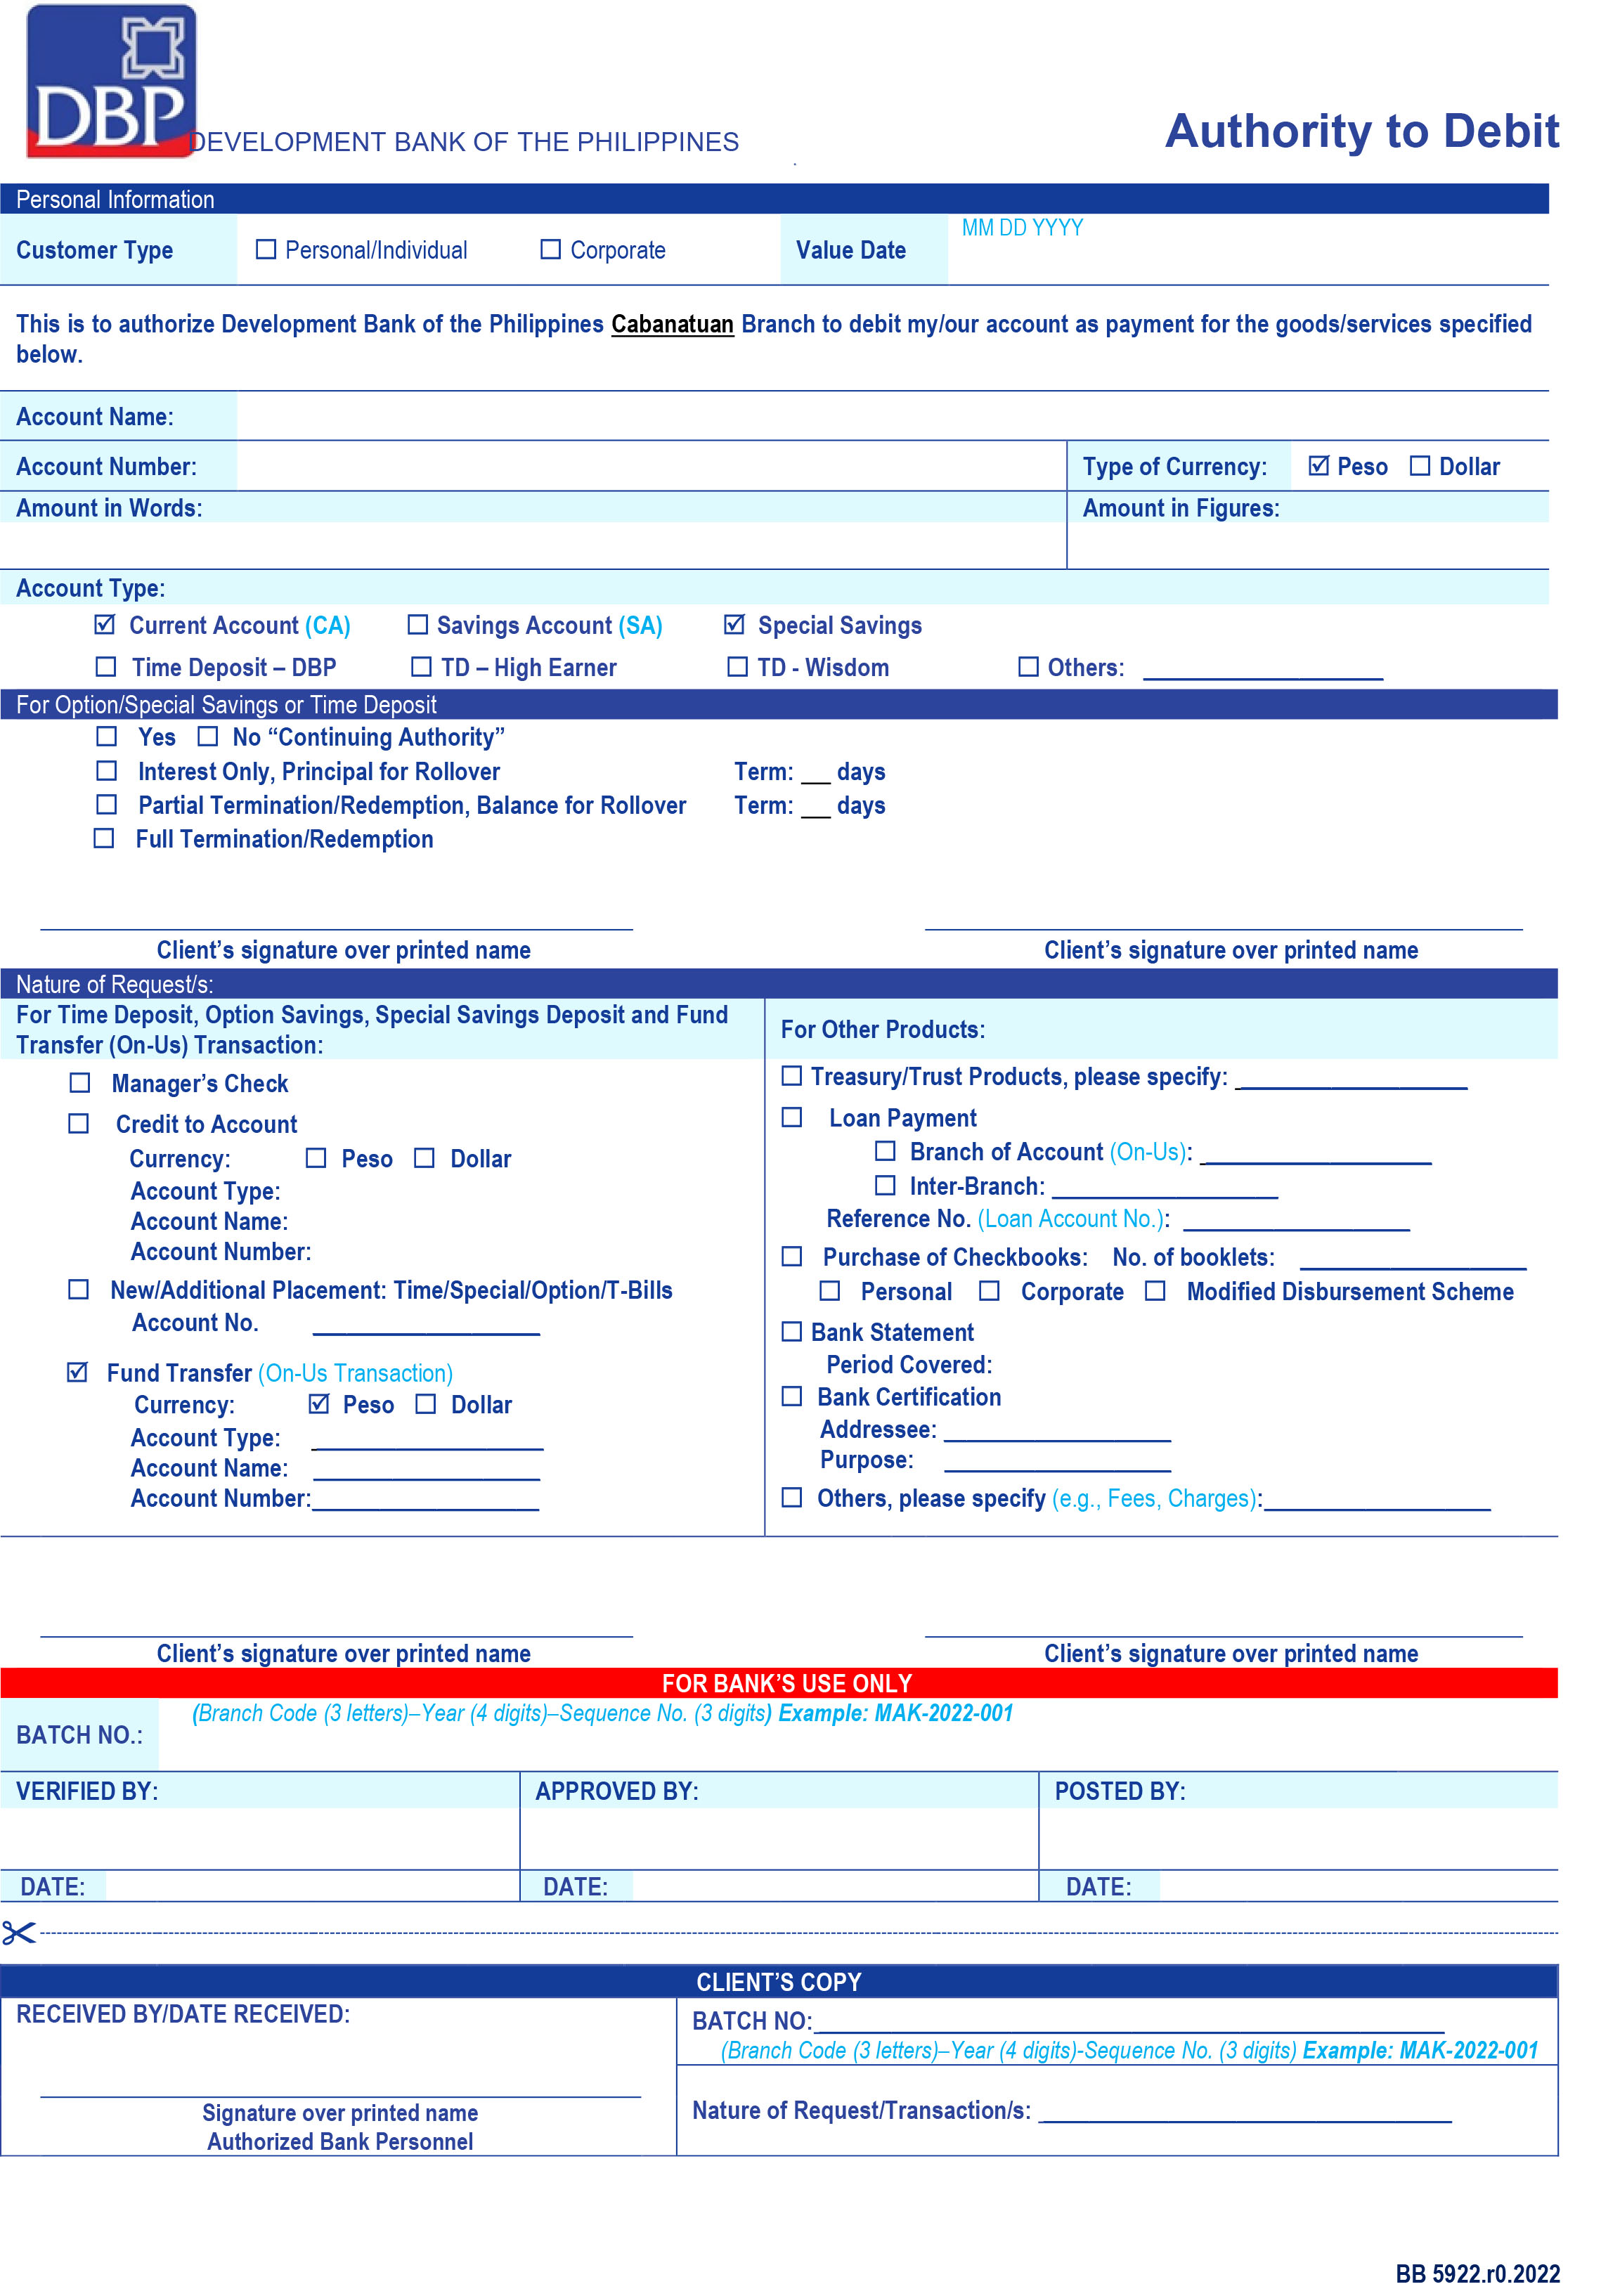 DBP
DEVELOPMENT BANK OF THE PHILIPPINES
Authority to Debit
Personal Information
Customer Type ☐ Personal/Individual ☐ Corporate Value Date MM DD YYYY
This is to authorize Development Bank of the Philippines Cabanatuan Branch to debit my/our account as payment for the goods/services specified
below.
Account Name:
Account Number: Type of Currency: ☑ Peso ☐ Dollar
Amount in Words: Amount in Figures:
Account Type:
☑ Current Account (CA) ☐ Savings Account (SA) ☑ Special Savings
☐ Time Deposit – DBP ☐ TD – High Earner ☐ TD - Wisdom ☐ Others: ____________________
For Option/Special Savings or Time Deposit
☐ Yes ☐ No “Continuing Authority”
☐ Interest Only, Principal for Rollover Term: __ days
☐ Partial Termination/Redemption, Balance for Rollover Term: __ days
☐ Full Termination/Redemption
Client’s signature over printed name Client’s signature over printed name
Nature of Request/s:
For Time Deposit, Option Savings, Special Savings Deposit and Fund
Transfer (On-Us) Transaction:
☐ Manager’s Check
☐ Credit to Account
Currency: ☐ Peso ☐ Dollar
Account Type:
Account Name:
Account Number:
☐ New/Additional Placement: Time/Special/Option/T-Bills
Account No. ____________________
☑ Fund Transfer (On-Us Transaction)
Currency: ☑ Peso ☐ Dollar
Account Type: ____________________
Account Name: ____________________
Account Number:____________________
For Other Products:
☐ Treasury/Trust Products, please specify: ____________________
☐ Loan Payment
☐ Branch of Account (On-Us): ____________________
☐ Inter-Branch: ____________________
Reference No. (Loan Account No.): ____________________
☐ Purchase of Checkbooks: No. of booklets: ____________________
☐ Personal ☐ Corporate ☐ Modified Disbursement Scheme
☐ Bank Statement
Period Covered:
☐ Bank Certification
Addressee: ____________________
Purpose: ____________________
☐ Others, please specify (e.g., Fees, Charges):____________________
Client’s signature over printed name Client’s signature over printed name
FOR BANK’S USE ONLY
(Branch Code (3 letters)–Year (4 digits)–Sequence No. (3 digits) Example: MAK-2022-001
BATCH NO.:
VERIFIED BY: APPROVED BY: POSTED BY:
DATE: DATE: DATE:
CLIENT’S COPY
RECEIVED BY/DATE RECEIVED:
Signature over printed name
Authorized Bank Personnel
BATCH NO:____________________
(Branch Code (3 letters)–Year (4 digits)-Sequence No. (3 digits) Example: MAK-2022-001
Nature of Request/Transaction/s: ____________________
BB 5922.r0.2022